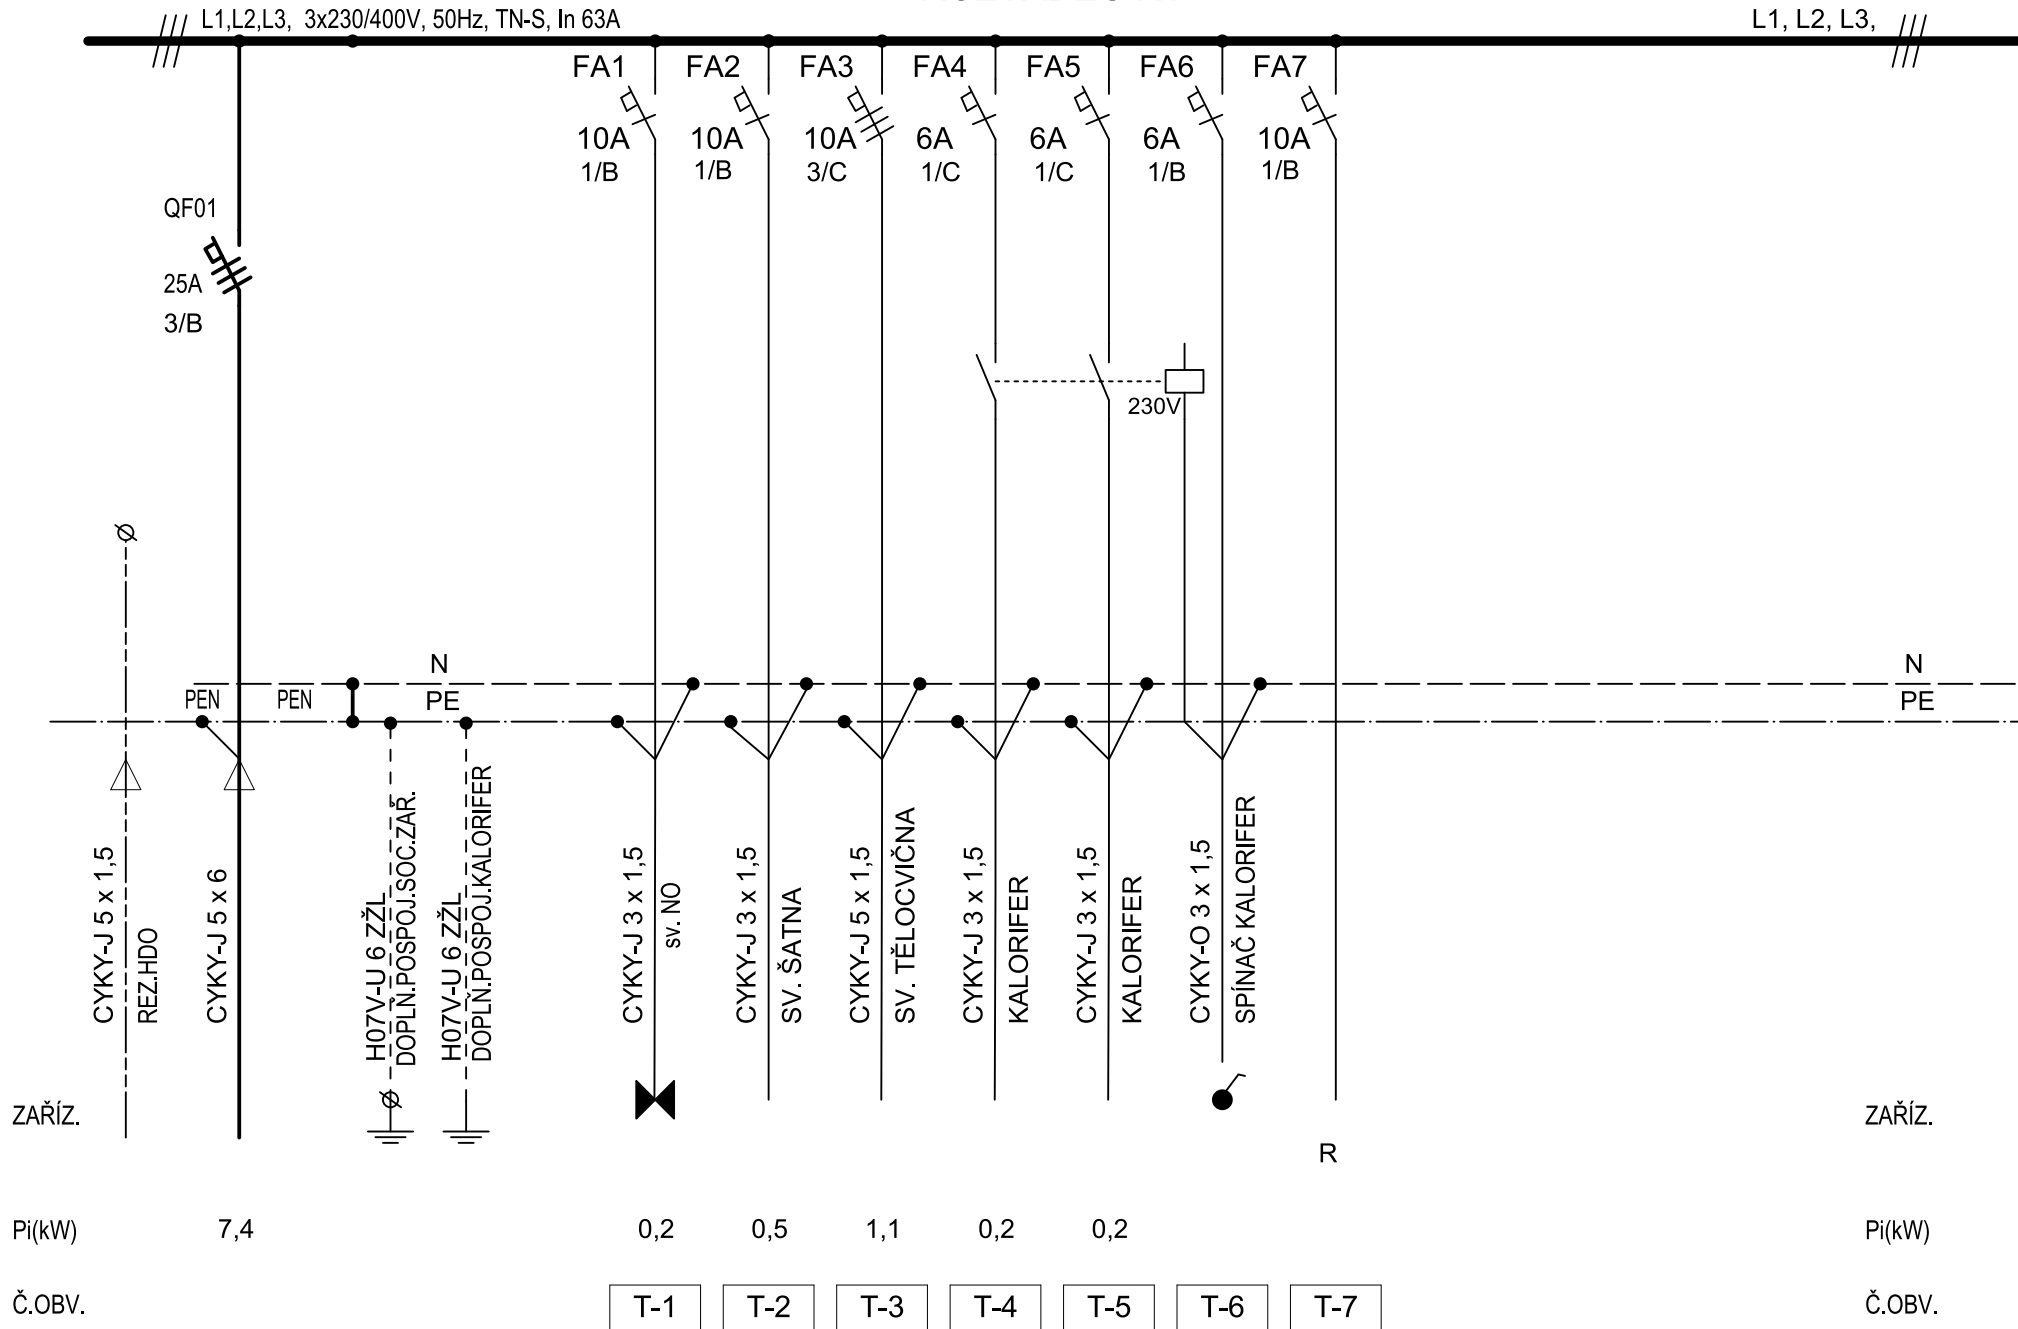 L1,L2,L3, 3x230/400V, 50Hz, TN-S, In 63A
L1, L2, L3,
FA1
FA2
FA3
FA4
FA5
FA6
FA7
10A
10A
10A
6A
6A
6A
10A
1/B
1/B
3/C
1/C
1/C
1/B
1/B
QF01
25A
3/B
230V
N
N
PEN
PEN
PE
PE
CYKY-J 5 x 1,5
REZ.HDO
CYKY-J 5 x 6
H07V-U 6 ZŽL
DOPLŇ.POSPOJ.SOC.ZAŘ.
H07V-U 6 ZŽL
DOPLŇ.POSPOJ.KALORIFER
CYKY-J 3 x 1,5
sv. NO
CYKY-J 3 x 1,5
SV. ŠATNA
CYKY-J 5 x 1,5
SV. TĚLOCVIČNA
CYKY-J 3 x 1,5
KALORIFER
CYKY-J 3 x 1,5
KALORIFER
CYKY-O 3 x 1,5
SPÍNAČ KALORIFER
ZAŘÍZ.
ZAŘÍZ.
R
Pi(kW)
7,4
0,2
0,5
1,1
0,2
0,2
Pi(kW)
Č.OBV.
T-1
T-2
T-3
T-4
T-5
T-6
T-7
Č.OBV.